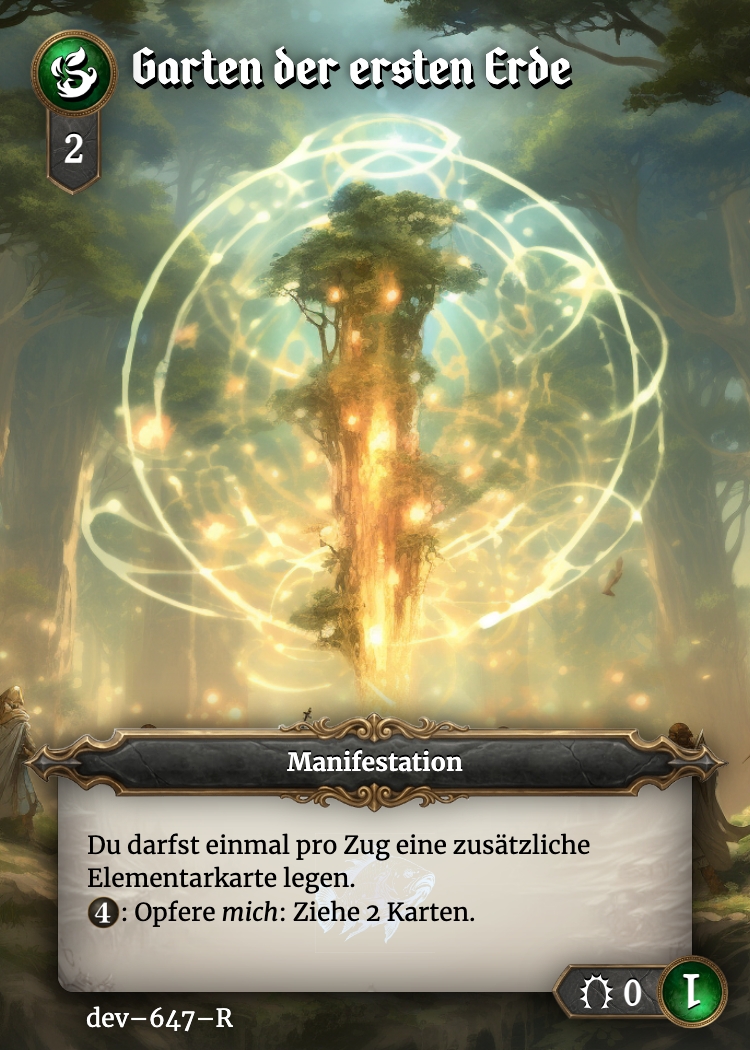 Garten der ersten Erde
2
Manifestation
Du darfst einmal pro Zug eine zusätzliche
Elementarkarte legen.
4: Opfere mich: Ziehe 2 Karten.
0 1
dev–647–R